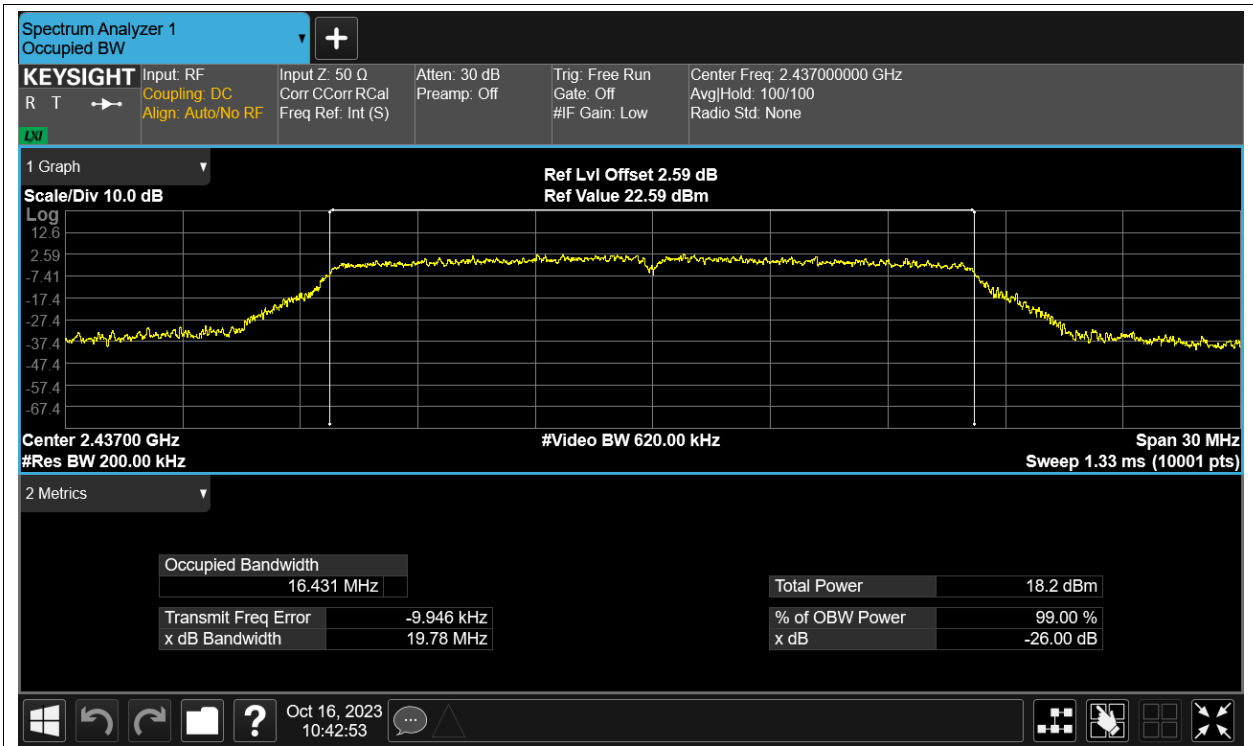 Spectrum Analyzer 1
Occupied BW
KEYSIGHT
R T
LXI
Input: RF
Coupling: DC
Align: Auto/No RF
Input Z: 50 Ω
Corr CCorr RCal
Freq Ref: Int (S)
Atten: 30 dB
Preamp: Off
Trig: Free Run
Gate: Off
#IF Gain: Low
Center Freq: 2.437000000 GHz
Avg|Hold: 100/100
Radio Std: None
1 Graph
Scale/Div 10.0 dB
Ref Lvl Offset 2.59 dB
Ref Value 22.59 dBm
Log
12.6
2.59
-7.41
-17.4
-27.4
-37.4
-47.4
-57.4
-67.4
Center 2.43700 GHz
#Res BW 200.00 kHz
#Video BW 620.00 kHz
Span 30 MHz
Sweep 1.33 ms (10001 pts)
2 Metrics
Occupied Bandwidth
16.431 MHz
Transmit Freq Error -9.946 kHz
x dB Bandwidth 19.78 MHz
Total Power 18.2 dBm
% of OBW Power 99.00 %
x dB -26.00 dB
?
Oct 16, 2023
10:42:53